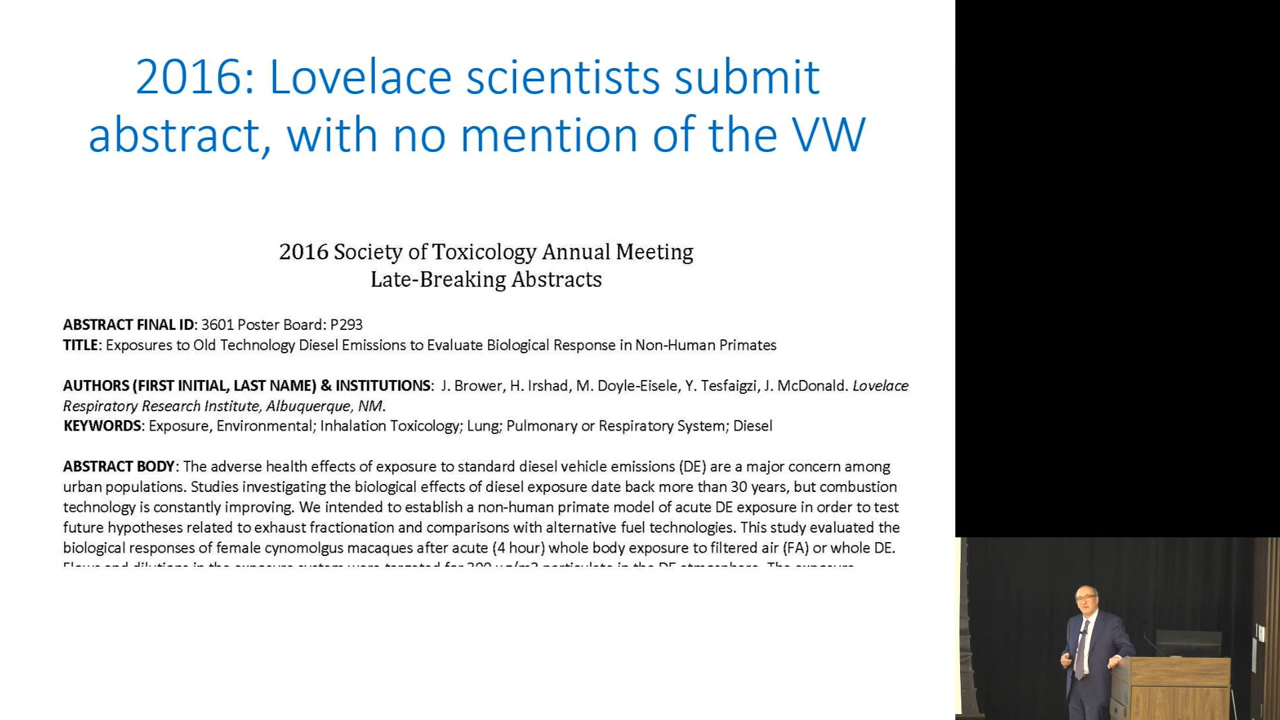 2016: Lovelace scientists submit
abstract, with no mention of the VW
2016 Society of Toxicology Annual Meeting
Late-Breaking Abstracts
ABSTRACT FINAL ID: 3601 Poster Board: P293
TITLE: Exposures to Old Technology Diesel Emissions to Evaluate Biological Response in Non-Human Primates
AUTHORS (FIRST INITIAL, LAST NAME) & INSTITUTIONS: J. Brower, H. Irshad, M. Doyle-Eisele, Y. Tesfaigzi, J. McDonald. Lovelace
Respiratory Research Institute, Albuquerque, NM.
KEYWORDS: Exposure, Environmental; Inhalation Toxicology; Lung; Pulmonary or Respiratory System; Diesel
ABSTRACT BODY: The adverse health effects of exposure to standard diesel vehicle emissions (DE) are a major concern among
urban populations. Studies investigating the biological effects of diesel exposure date back more than 30 years, but combustion
technology is constantly improving. We intended to establish a non-human primate model of acute DE exposure in order to test
future hypotheses related to exhaust fractionation and comparisons with alternative fuel technologies. This study evaluated the
biological responses of female cynomolgus macaques after acute (4 hour) whole body exposure to filtered air (FA) or whole DE.